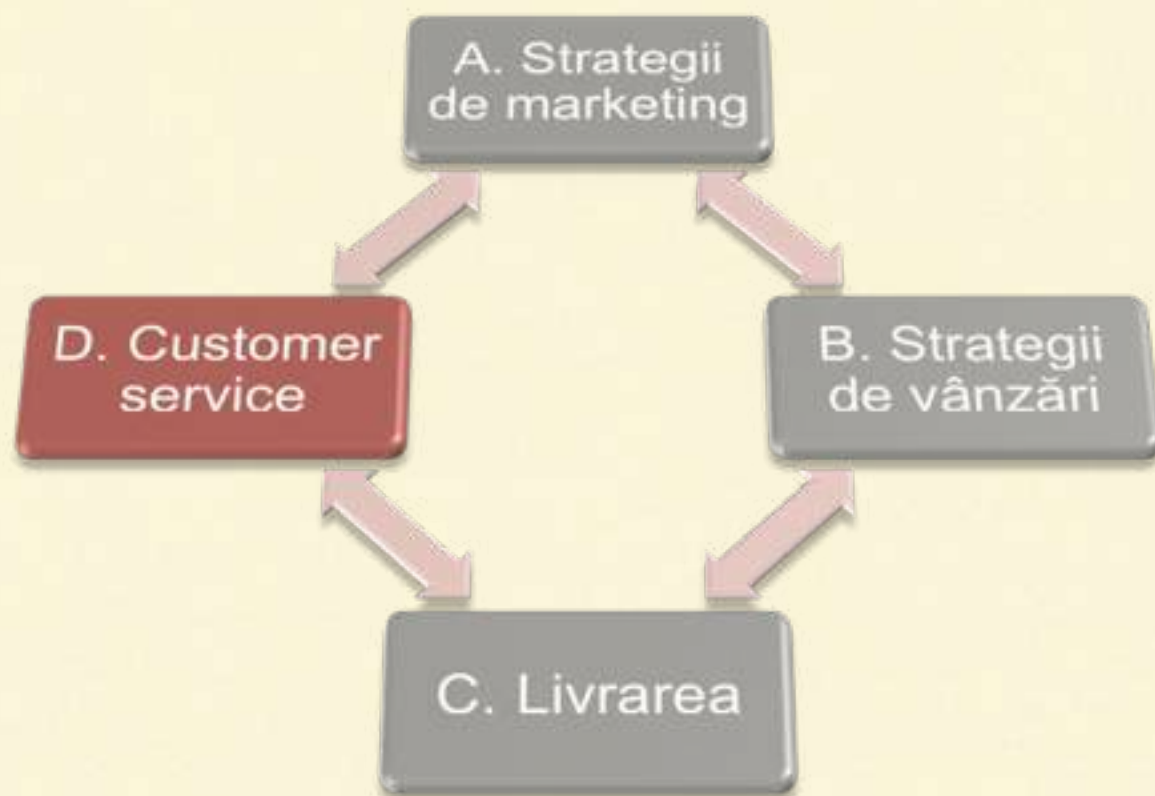 A. Strategii
de marketing
D. Customer
service
B. Strategii
de vânzări
C. Livrarea